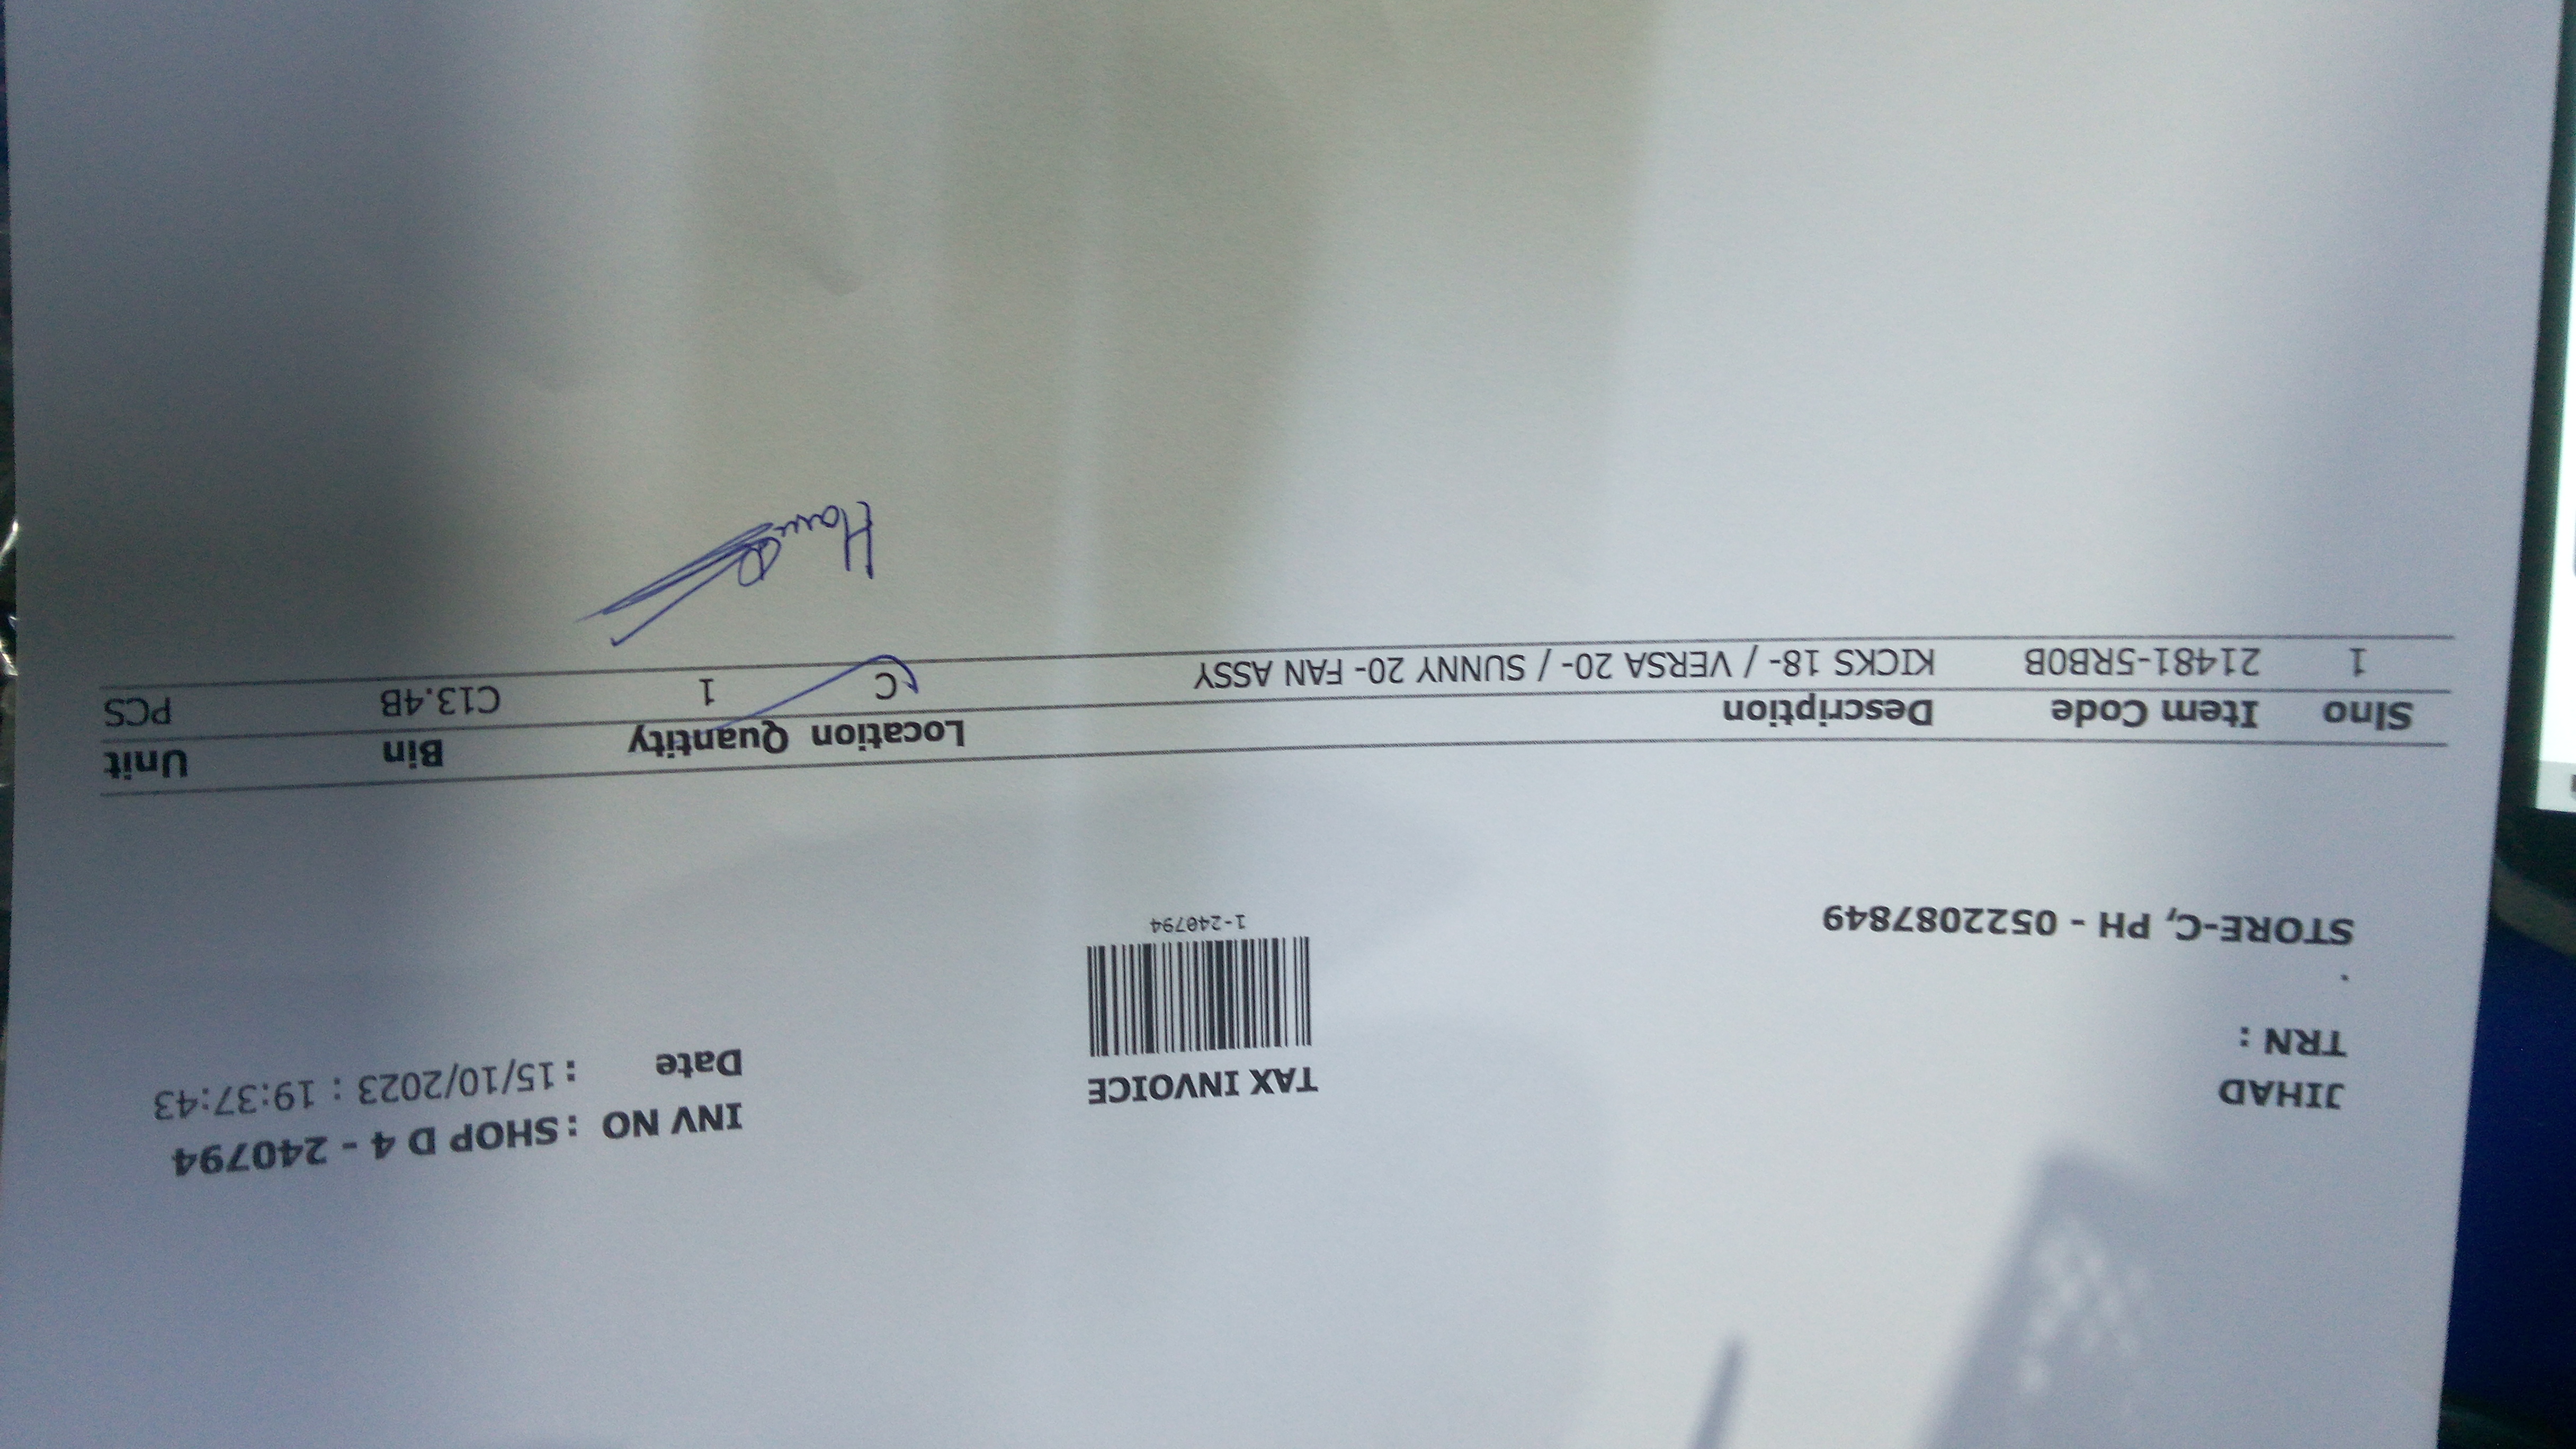 JIHAD
TRN :
.
STORE-C, PH - 0522087849
TAX INVOICE
1-240794
INV NO : SHOP D 4 - 240794
Date : 15/10/2023 : 19:37:43
Slno Item Code Description Location Quantity Bin Unit
1 21481-5RB0B KICKS 18- / VERSA 20- / SUNNY 20- FAN ASSY C 1 C13.4B PCS